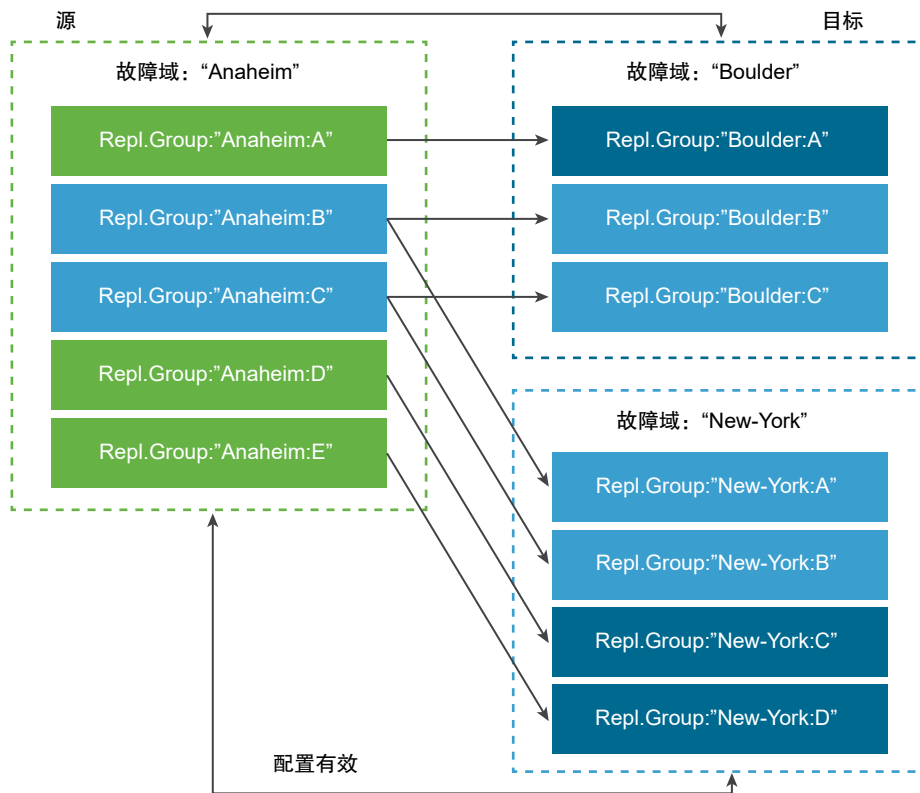 源
目标
故障域：“Anaheim”
Repl.Group:”Anaheim:A”
Repl.Group:”Anaheim:B”
Repl.Group:”Anaheim:C”
Repl.Group:”Anaheim:D”
Repl.Group:”Anaheim:E”
故障域：“Boulder”
Repl.Group:”Boulder:A”
Repl.Group:”Boulder:B”
Repl.Group:”Boulder:C”
故障域：“New-York”
Repl.Group:”New-York:A”
Repl.Group:”New-York:B”
Repl.Group:”New-York:C”
Repl.Group:”New-York:D”
配置有效